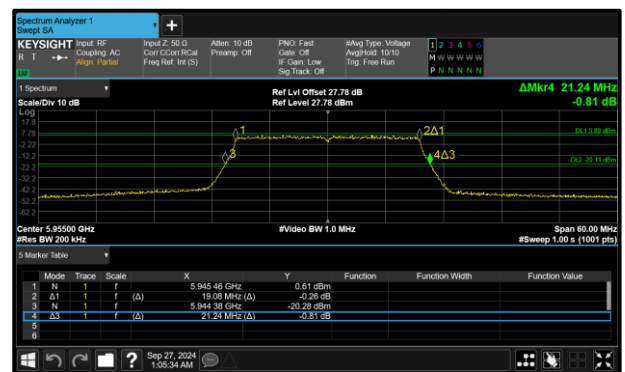 Spectrum Analyzer 1
Swept SA
+
KEYSIGHT Input: RF Input Z: 50 Ω Atten: 10 dB PNO: Fast #Avg Type: Voltage 1 2 3 4 5 6
R T Coupling: AC Corr CCorr RCal Preamp: Off Gate: Off Avg|Hold: 10/10 M W W W W W
Align: Partial Freq Ref: Int (S) IF Gain: Low Trig: Free Run
Sig Track: Off P N N N N N
LXI
1 Spectrum Ref Lvl Offset 27.78 dB ΔMkr4 21.24 MHz
Scale/Div 10 dB Ref Level 27.78 dBm -0.81 dB
Log
17.8
7.78 1 2Δ1 DL1 5.89 dBm
-2.22
-12.2 3 4Δ3 DL2 -20.11 dBm
-22.2
-32.2
-42.2
-52.2
-62.2
Center 5.95500 GHz #Video BW 1.0 MHz Span 60.00 MHz
#Res BW 200 kHz #Sweep 1.00 s (1001 pts)
5 Marker Table
Mode Trace Scale X Y Function Function Width Function Value
1 N 1 f 5.945 46 GHz 0.61 dBm
2 Δ1 1 f (Δ) 19.08 MHz (Δ) -0.26 dB
3 N 1 f 5.944 38 GHz -20.28 dBm
4 Δ3 1 f (Δ) 21.24 MHz (Δ) -0.81 dB
5
6
? Sep 27, 2024
1:05:34 AM